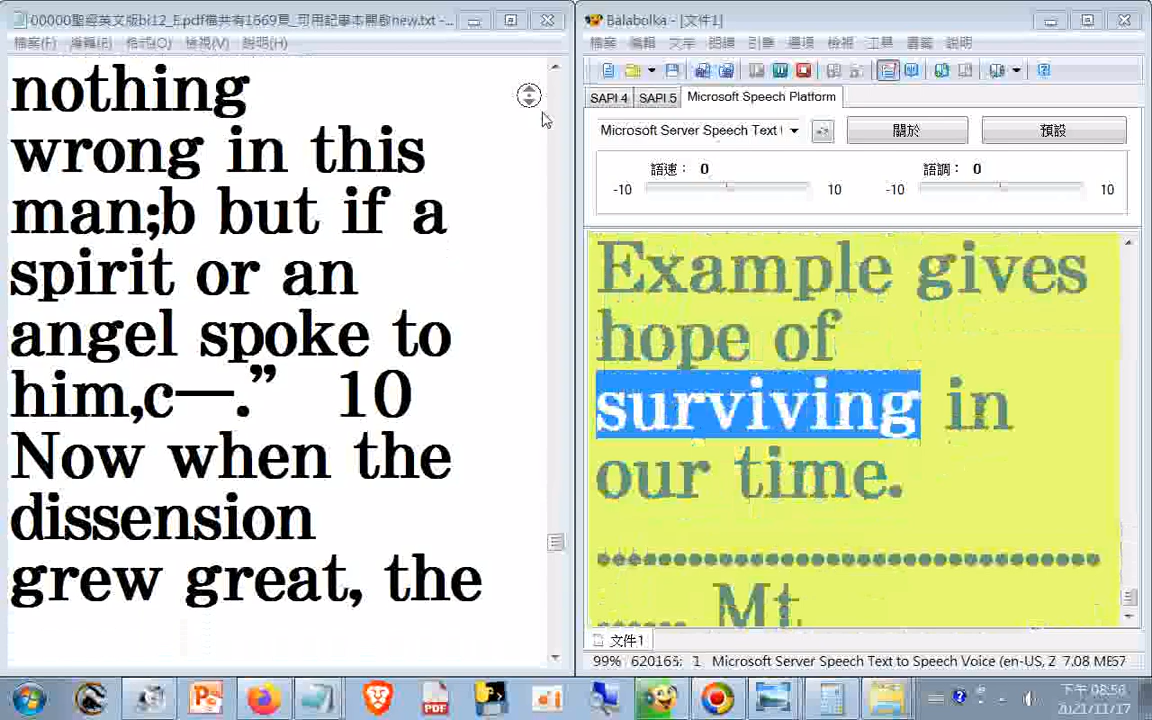 00000聖經英文版bi12_E.pdf檔共有1669頁_可用記事本開啟new.txt -...
檔案(F) 編輯(E) 格式(O) 檢視(V) 說明(H)
nothing
wrong in this
man;b but if a
spirit or an
angel spoke to
him,c—.” 10
Now when the
dissension
grew great, the
Balabolka - [文件1]
檔案 編輯 文字 朗讀 引擎 選項 檢視 工具 書籤 說明
SAPI 4 SAPI 5 Microsoft Speech Platform
Microsoft Server Speech Text 關於 預設
語速： 0 語調： 0
-10 10 -10 10
Example gives
hope of
surviving in
our time.
Mt.
文件1
99% 1 Microsoft Server Speech Text to Speech Voice (en-US, Z 7.08 MB
PDF
下午 08:56
2021/11/17